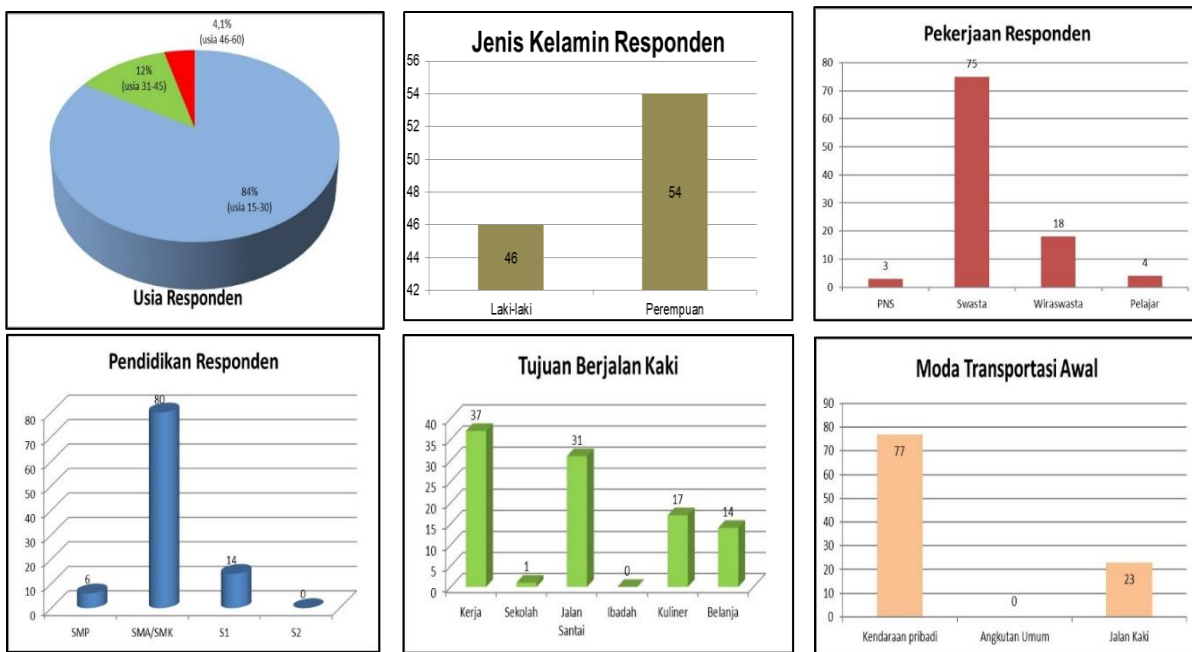 4,1%
(usia 46-60)
12%
(usia 31-45)
84%
(usia 15-30)
Usia Responden
Jenis Kelamin Responden
56
54
52
50
48
46
44
42
46
54
Laki-laki
Perempuan
Pekerjaan Responden
80
70
60
50
40
30
20
10
0
3
75
18
4
PNS
Swasta
Wiraswasta
Pelajar
Pendidikan Responden
80
70
60
50
40
30
20
10
0
6
80
14
0
SMP
SMA/SMK
S1
S2
Tujuan Berjalan Kaki
40
35
30
25
20
15
10
5
0
37
1
31
0
17
14
Kerja
Sekolah
Jalan
Santai
Ibadah
Kuliner
Belanja
Moda Transportasi Awal
90
80
70
60
50
40
30
20
10
0
77
0
23
Kendaraan pribadi
Angkutan Umum
Jalan Kaki